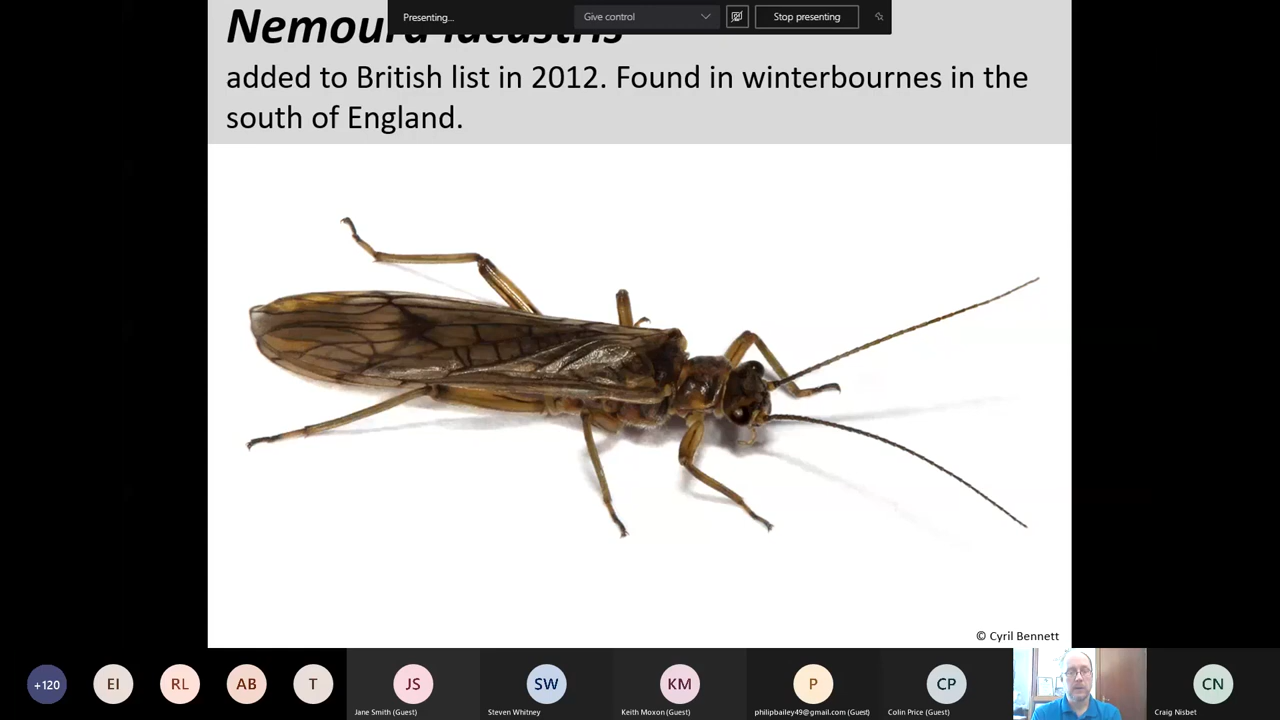 Presenting...
Give control
Stop presenting
added to British list in 2012. Found in winterbournes in the
south of England.
© Cyril Bennett
+120
EI
RL
AB
T
JS
SW
KM
P
CP
CN
Jane Smith (Guest)
Steven Whitney
Keith Moxon (Guest)
philipbailey49@gmail.com (Guest)
Colin Price (Guest)
Craig Nisbet